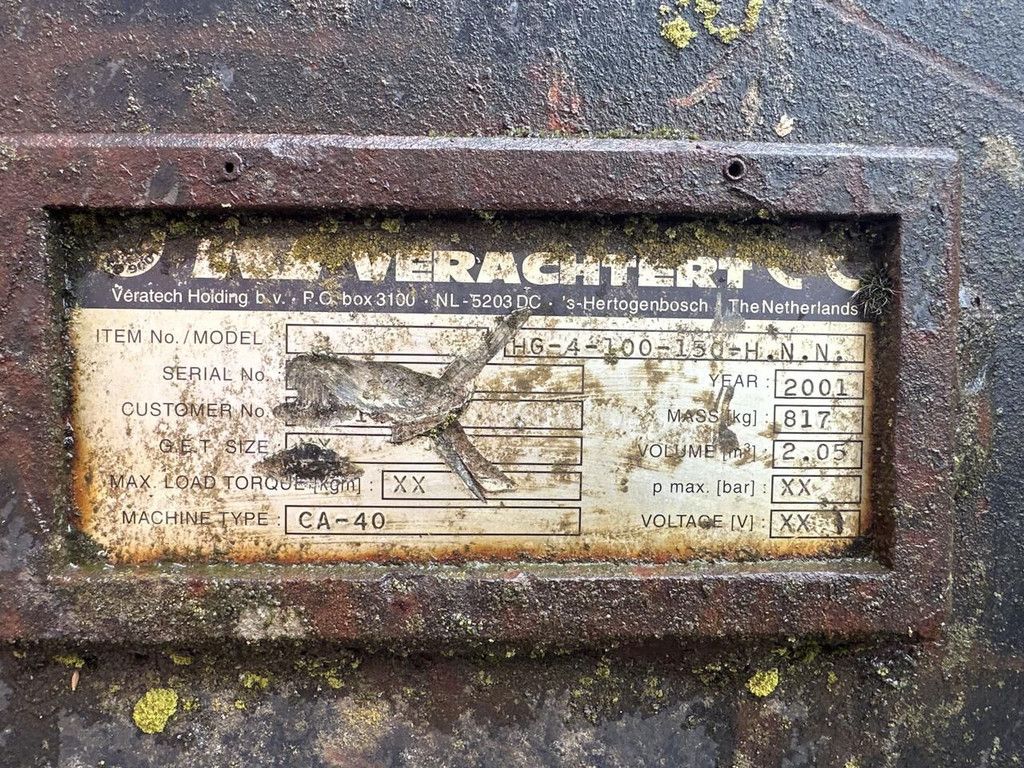 VERACHTERT
Veratech Holding b.v. · P.O. box 3100 · NL-5203 DC · 's-Hertogenbosch The Netherlands
ITEM No./MODEL HG-4-100-150-H.N.N.
SERIAL No. YEAR : 2001
CUSTOMER No. MASS [kg] : 817
G.E.T. SIZE VOLUME [m³] : 2.05
MAX. LOAD TORQUE [kgm] : XX p max. [bar] : XX
MACHINE TYPE : CA-40 VOLTAGE [V] : XX